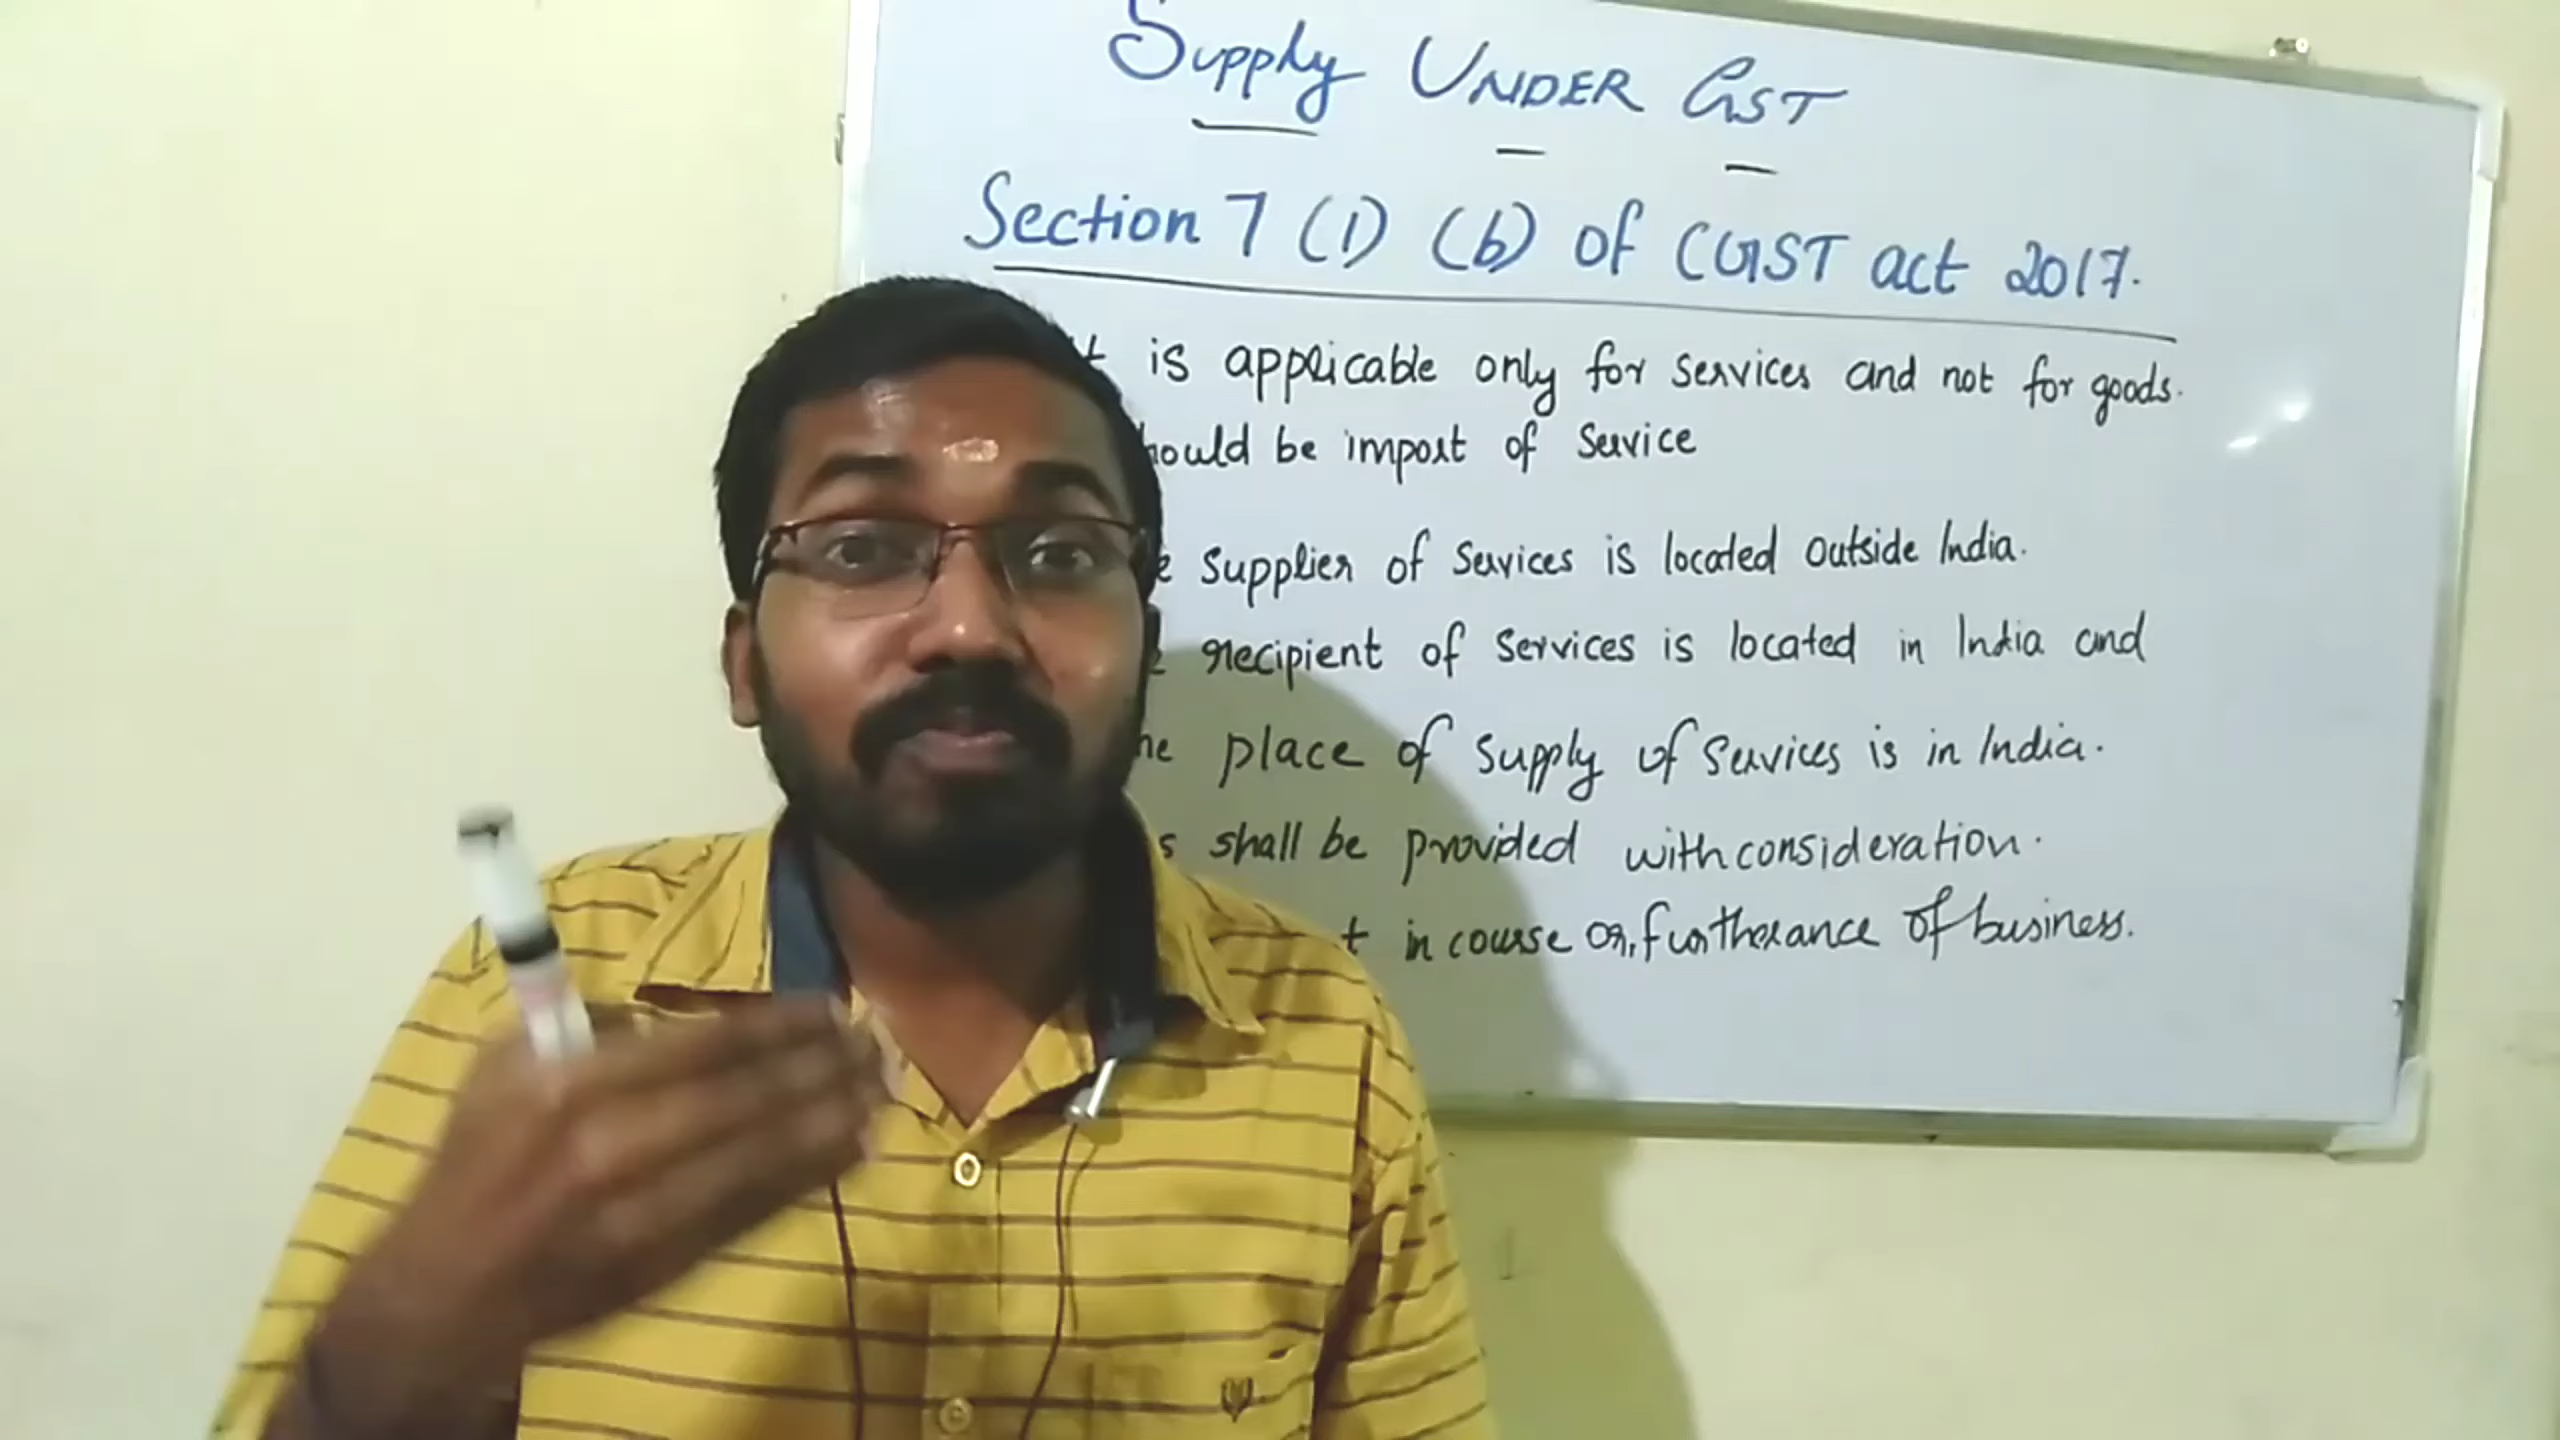 Supply UNDER GST
Section 7 (1) (b) of CGST act 2017.
is applicable only for services and not for goods.
be import of Service
Supplier of Services is located outside India.
recipient of Services is located in India and
place of supply of Services is in India.
shall be provided with consideration.
in course or furtherance of business.